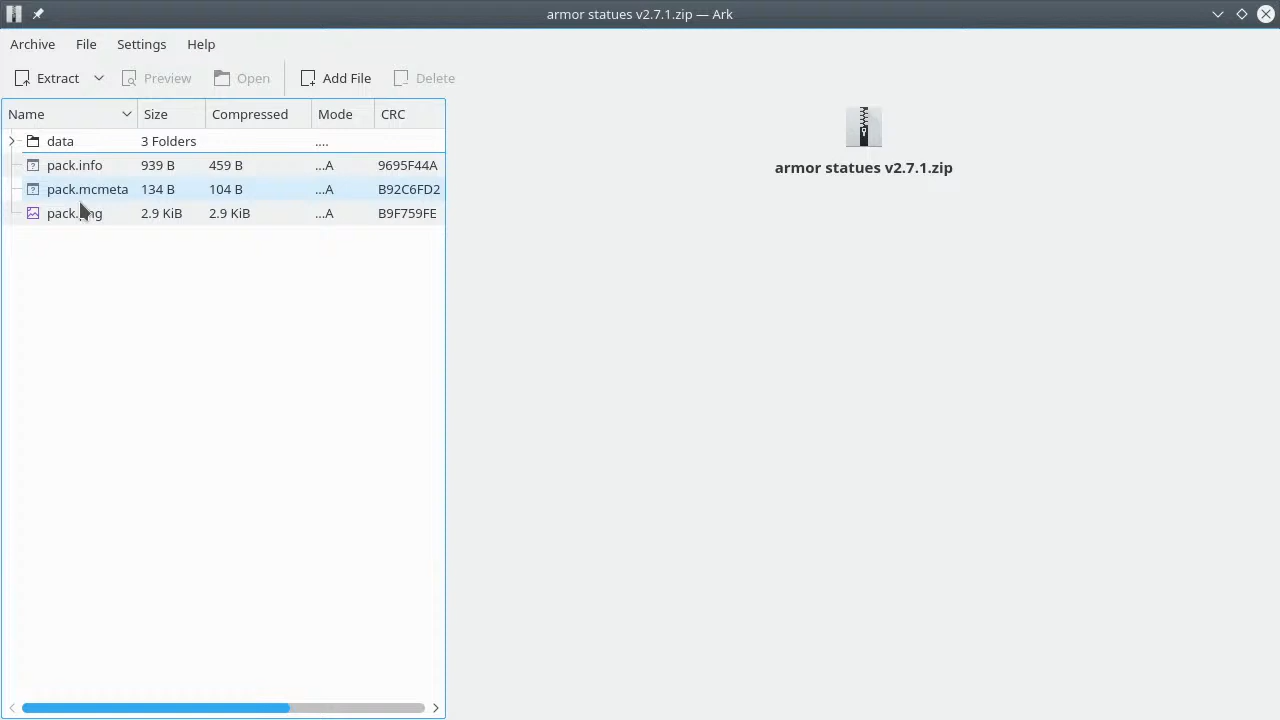 armor statues v2.7.1.zip — Ark
Archive File Settings Help
Extract Preview Open Add File Delete
Name Size Compressed Mode CRC
data 3 Folders ....
pack.info 939 B 459 B ...A 9695F44A
pack.mcmeta 134 B 104 B ...A B92C6FD2
2.9 KiB 2.9 KiB ...A B9F759FE
armor statues v2.7.1.zip